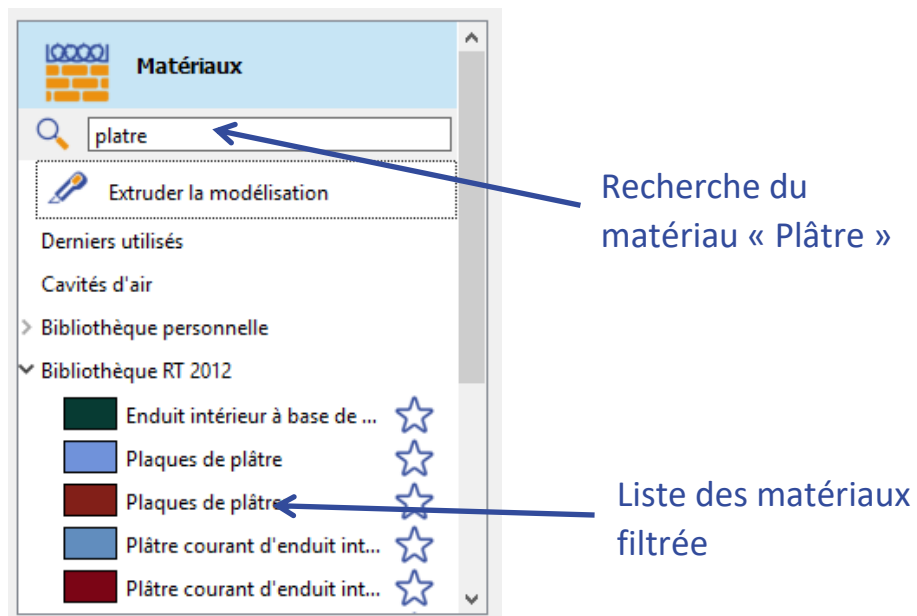 Matériaux
platre
Extruder la modélisation
Derniers utilisés
Cavités d'air
Bibliothèque personnelle
Bibliothèque RT 2012
Enduit intérieur à base de ...
Plaques de plâtre
Plaques de plâtre
Plâtre courant d'enduit int...
Plâtre courant d'enduit int...
Recherche du
matériau « Plâtre »
Liste des matériaux
filtrée